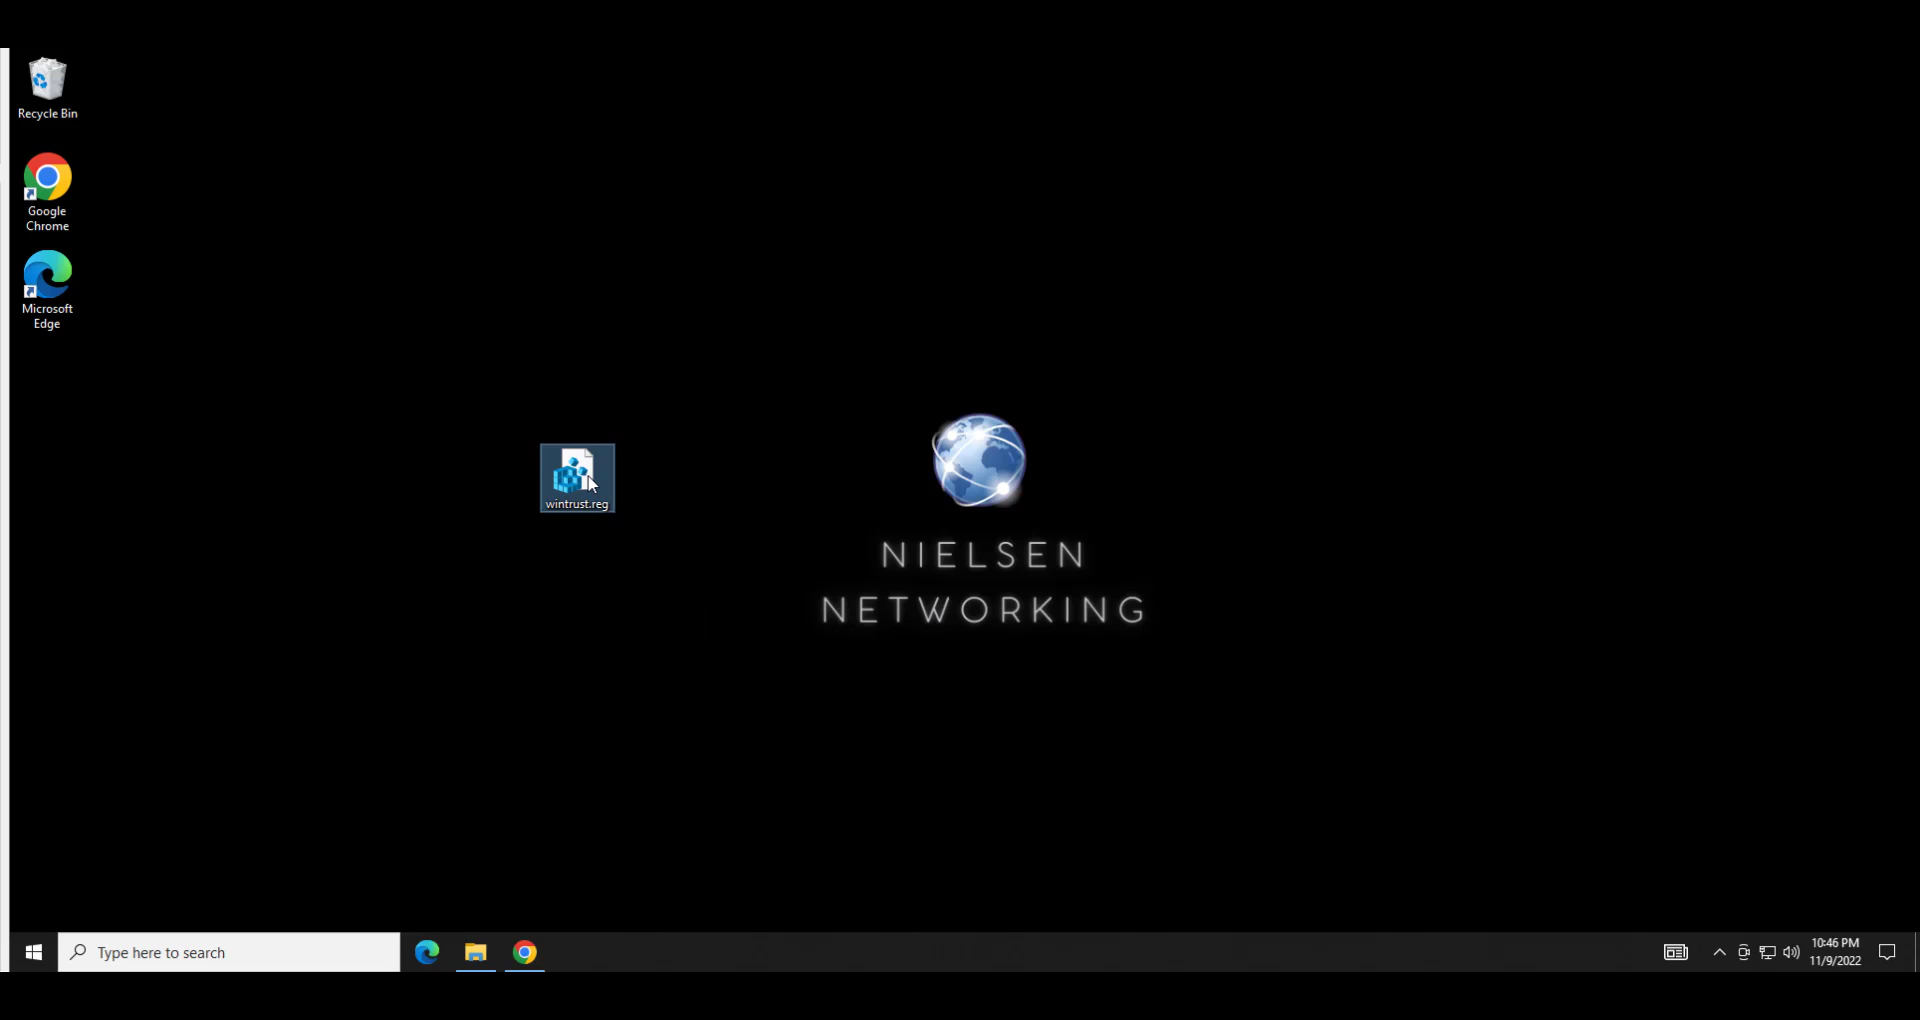 Recycle Bin
Google
Chrome
Microsoft
Edge
wintrust.reg
NIELSEN
NETWORKING
Type here to search
10:46 PM
11/9/2022